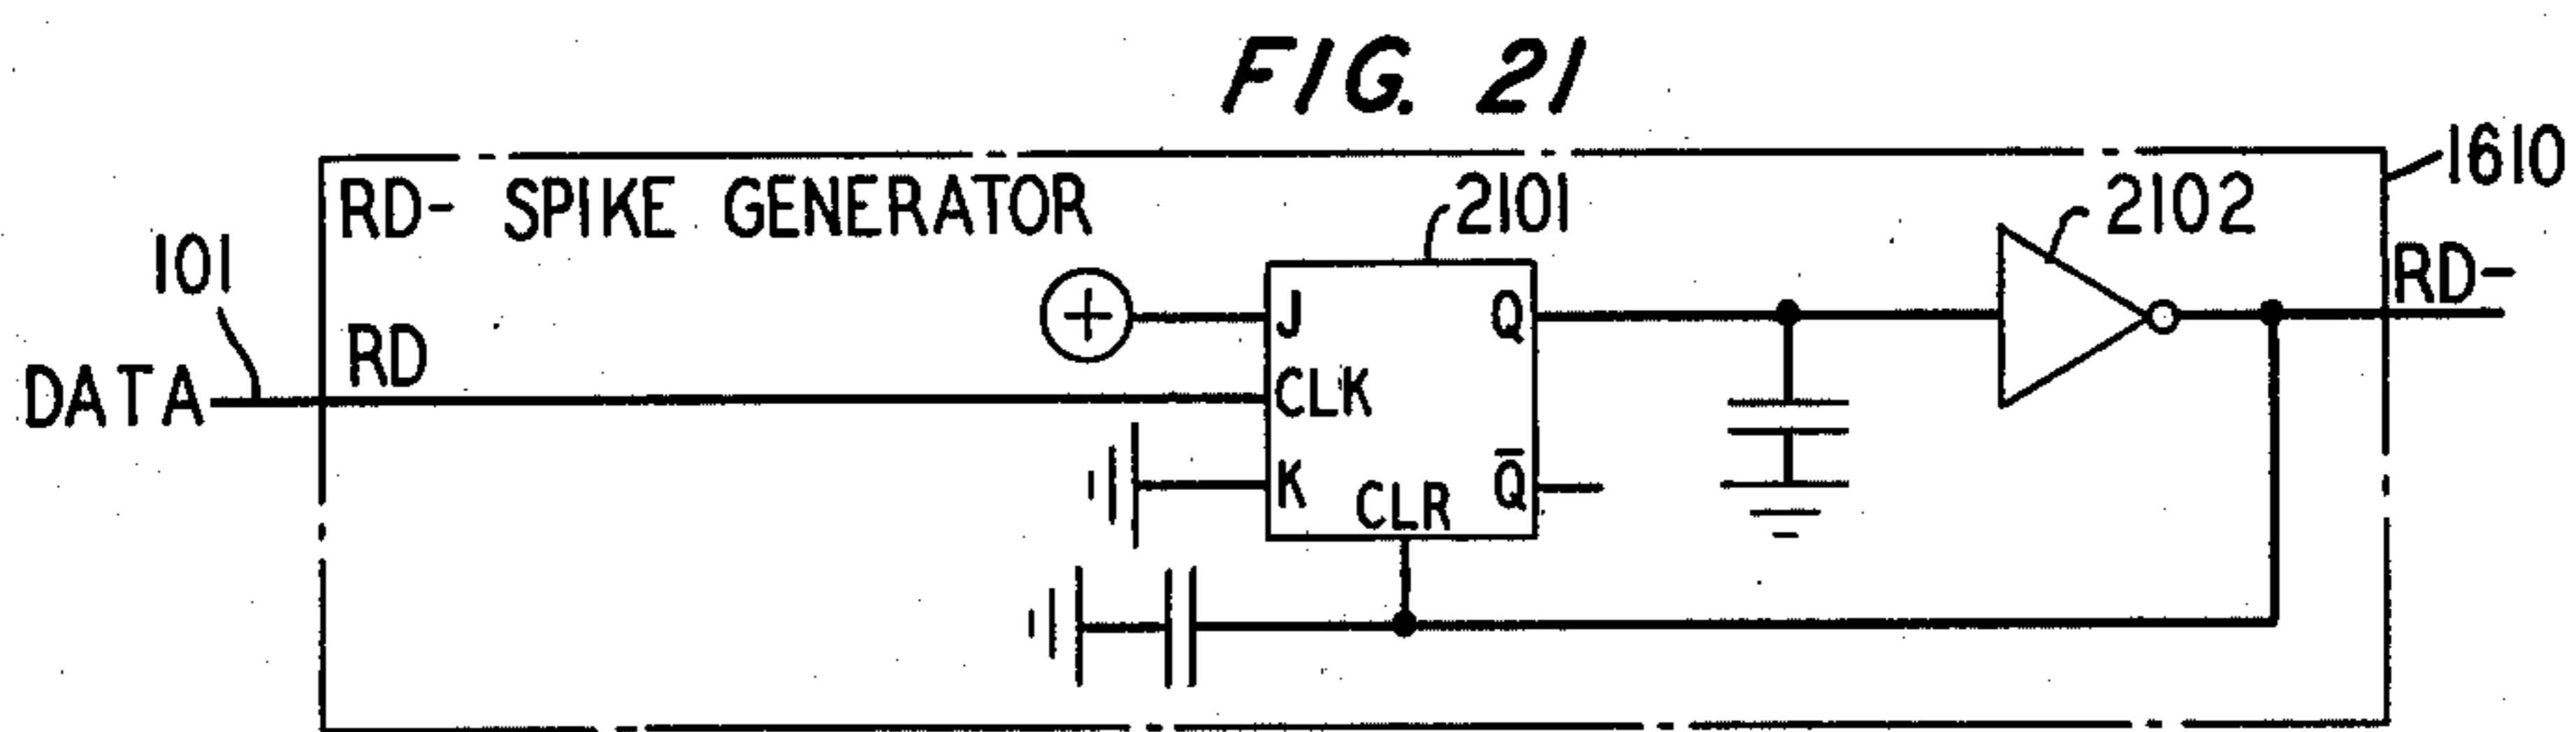 FIG. 21
1610
RD- SPIKE GENERATOR
2101
2102
101
RD-
J
Q
RD
DATA
CLK
K
CLR
Q̅